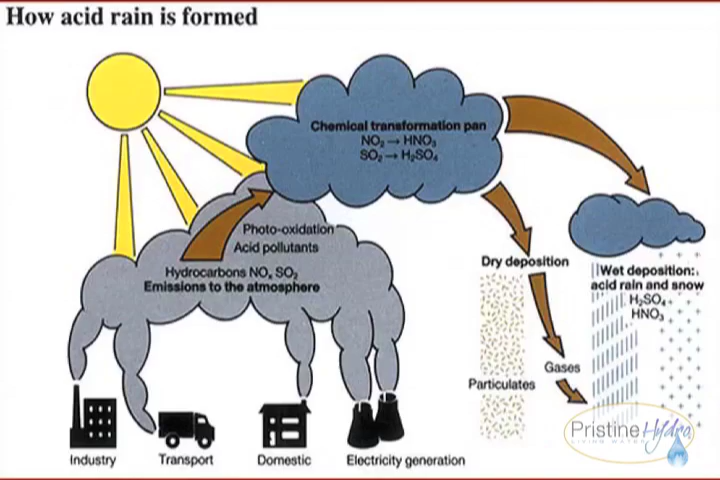 How acid rain is formed
Chemical transformation pan
NO₂ → HNO₃
SO₂ → H₂SO₄
Photo-oxidation
Acid pollutants
Hydrocarbons NOₓ SO₂
Emissions to the atmosphere
Dry deposition
Wet deposition:
acid rain and snow
H₂SO₄
HNO₃
Gases
Particulates
Industry
Transport
Domestic
Electricity generation
Pristine Hydro
LIVING WATER